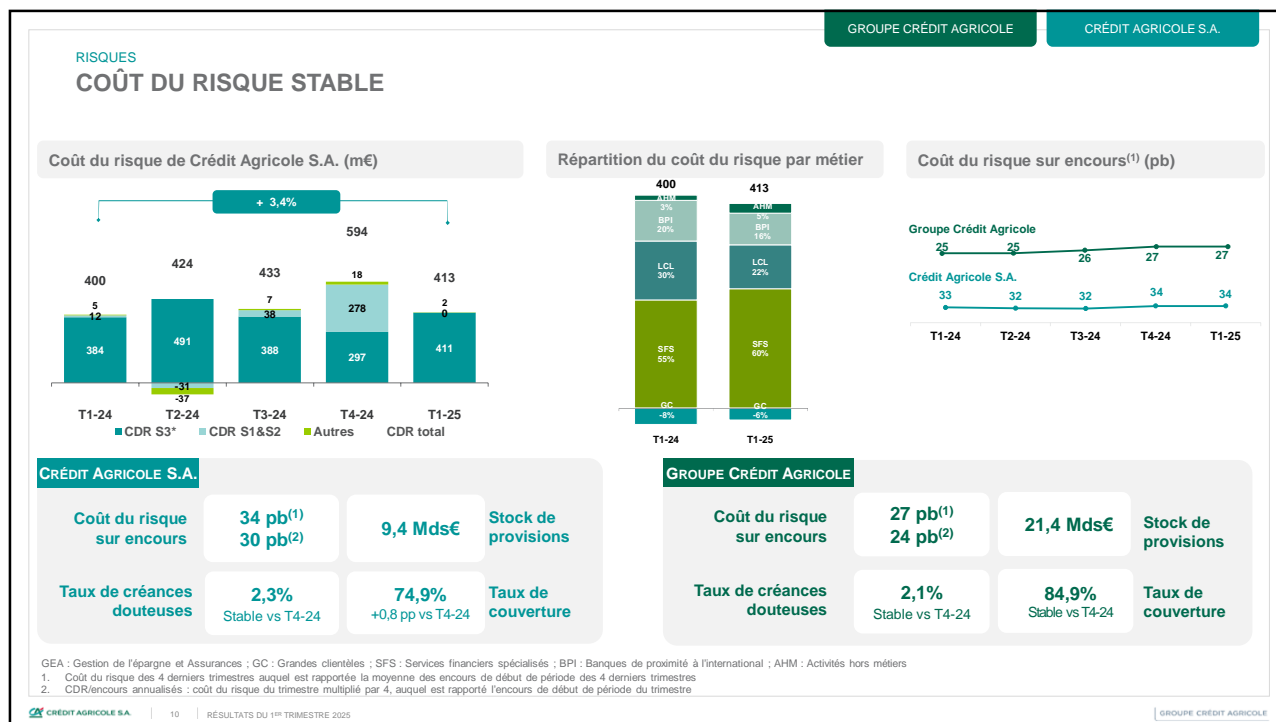 GROUPE CRÉDIT AGRICOLE
CRÉDIT AGRICOLE S.A.
RISQUES
COÛT DU RISQUE STABLE
Coût du risque de Crédit Agricole S.A. (m€)
+ 3,4%
400
424
433
594
413
5
12
384
491
-31
-37
7
38
388
18
278
297
2
0
411
T1-24
T2-24
T3-24
T4-24
T1-25
CDR S3*
CDR S1&S2
Autres
CDR total
Répartition du coût du risque par métier
400
413
AHM
3%
BPI
20%
LCL
30%
SFS
55%
GC
-8%
AHM
5%
BPI
16%
LCL
22%
SFS
60%
GC
-6%
T1-24
T1-25
Coût du risque sur encours(1) (pb)
Groupe Crédit Agricole
25
25
26
27
27
Crédit Agricole S.A.
33
32
32
34
34
T1-24
T2-24
T3-24
T4-24
T1-25
CRÉDIT AGRICOLE S.A.
Coût du risque
sur encours
34 pb(1)
30 pb(2)
9,4 Mds€
Stock de
provisions
Taux de créances
douteuses
2,3%
Stable vs T4-24
74,9%
+0,8 pp vs T4-24
Taux de
couverture
GROUPE CRÉDIT AGRICOLE
Coût du risque
sur encours
27 pb(1)
24 pb(2)
21,4 Mds€
Stock de
provisions
Taux de créances
douteuses
2,1%
Stable vs T4-24
84,9%
Stable vs T4-24
Taux de
couverture
GEA : Gestion de l'épargne et Assurances ; GC : Grandes clientèles ; SFS : Services financiers spécialisés ; BPI : Banques de proximité à l'international ; AHM : Activités hors métiers
1. Coût du risque des 4 derniers trimestres auquel est rapportée la moyenne des encours de début de période des 4 derniers trimestres
2. CDR/encours annualisés : coût du risque du trimestre multiplié par 4, auquel est rapporté l'encours de début de période du trimestre
CRÉDIT AGRICOLE S.A.
10
RÉSULTATS DU 1ER TRIMESTRE 2025
GROUPE CRÉDIT AGRICOLE